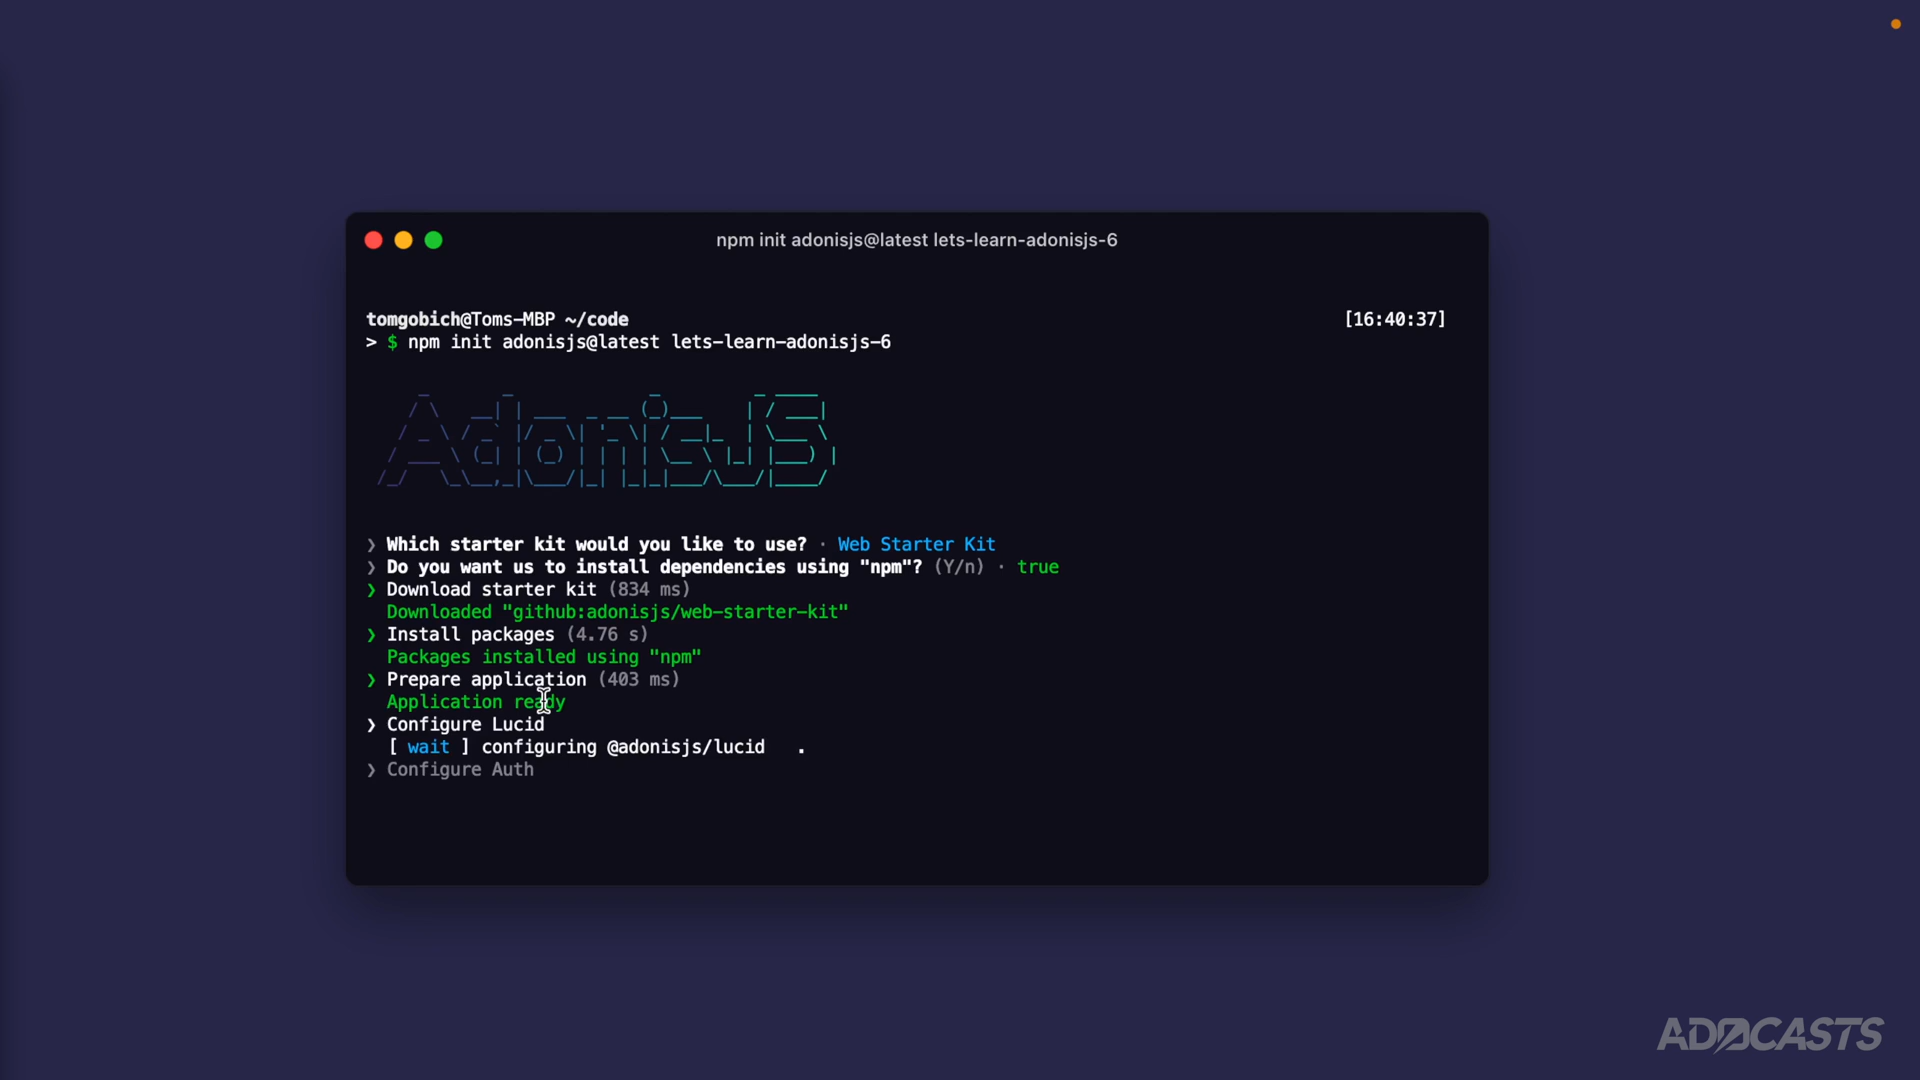 npm init adonisjs@latest lets-learn-adonisjs-6
tomgobich@Toms-MBP ~/code [16:40:37]
> $ npm init adonisjs@latest lets-learn-adonisjs-6
AdonisJS
❯ Which starter kit would you like to use? · Web Starter Kit
❯ Do you want us to install dependencies using "npm"? (Y/n) · true
❯ Download starter kit (834 ms)
Downloaded "github:adonisjs/web-starter-kit"
❯ Install packages (4.76 s)
Packages installed using "npm"
❯ Prepare application (403 ms)
Application ready
❯ Configure Lucid
[ wait ] configuring @adonisjs/lucid .
❯ Configure Auth
ADOCASTS